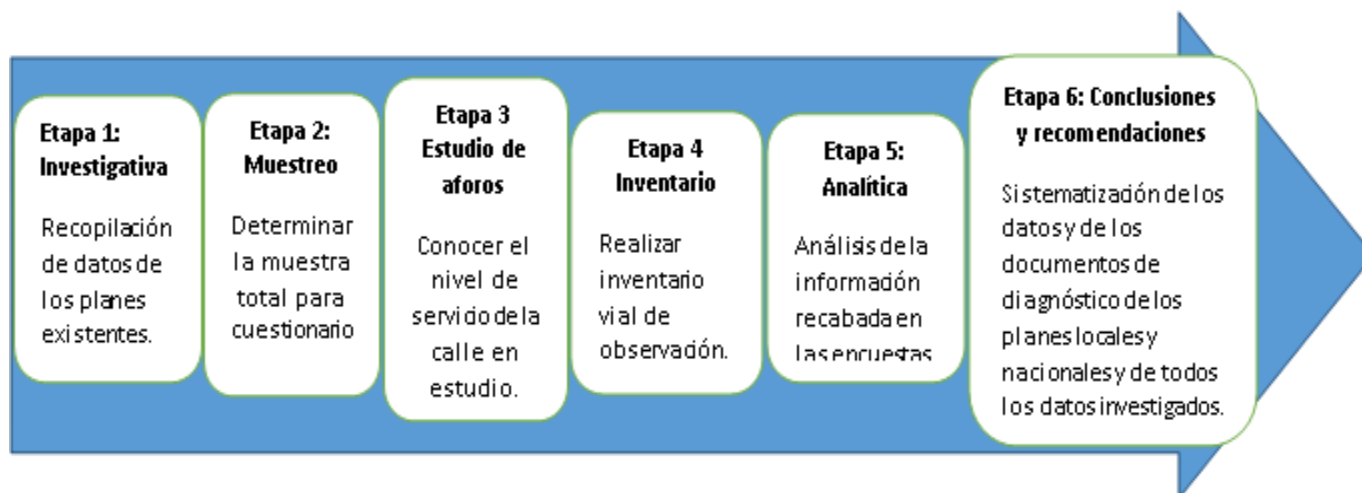 Etapa 1:
Investigativa
Recopilación
de datos de
los planes
existentes.
Etapa 2:
Muestreo
Determinar
la muestra
total para
cuestionario
Etapa 3
Estudio de
aforos
Conocer el
nivel de
servicio de la
calle en
estudio.
Etapa 4
Inventario
Realizar
inventario
vial de
observación.
Etapa 5:
Analítica
Análisis de la
información
recabada en
las encuestas
Etapa 6: Conclusiones
y recomendaciones
Sistematización de los
datos y de los
documentos de
diagnóstico de los
planes locales y
nacionales y de todos
los datos investigados.